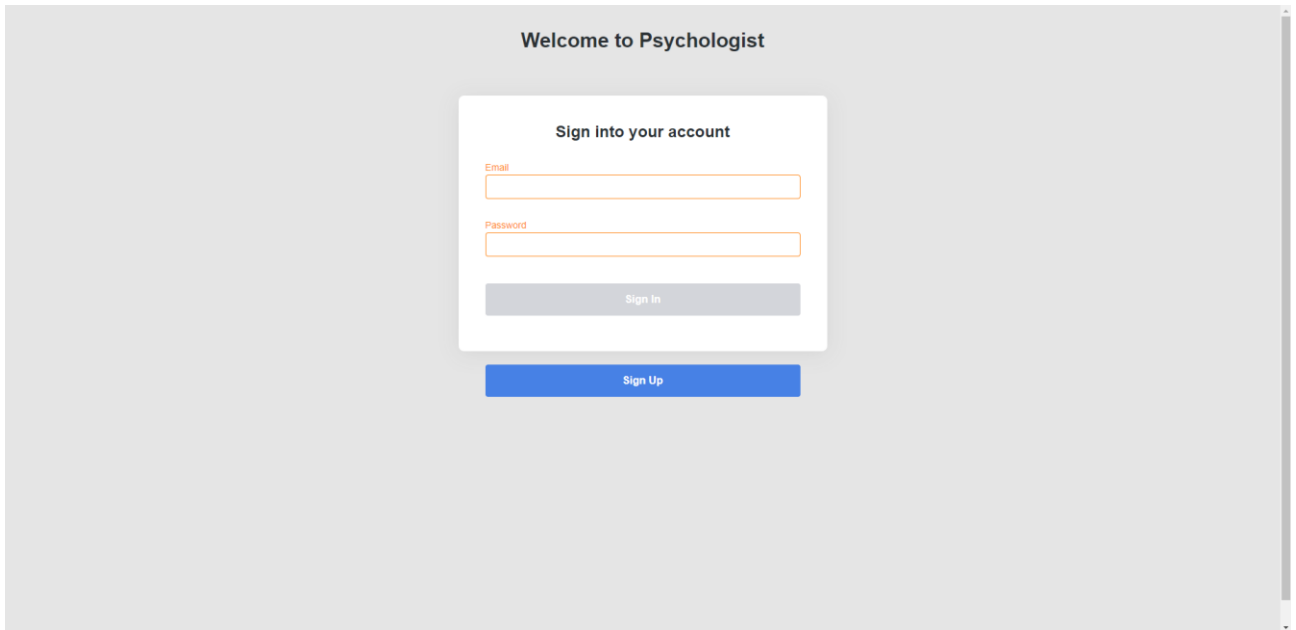 Welcome to Psychologist
Sign into your account
Email
Password
Sign In
Sign Up